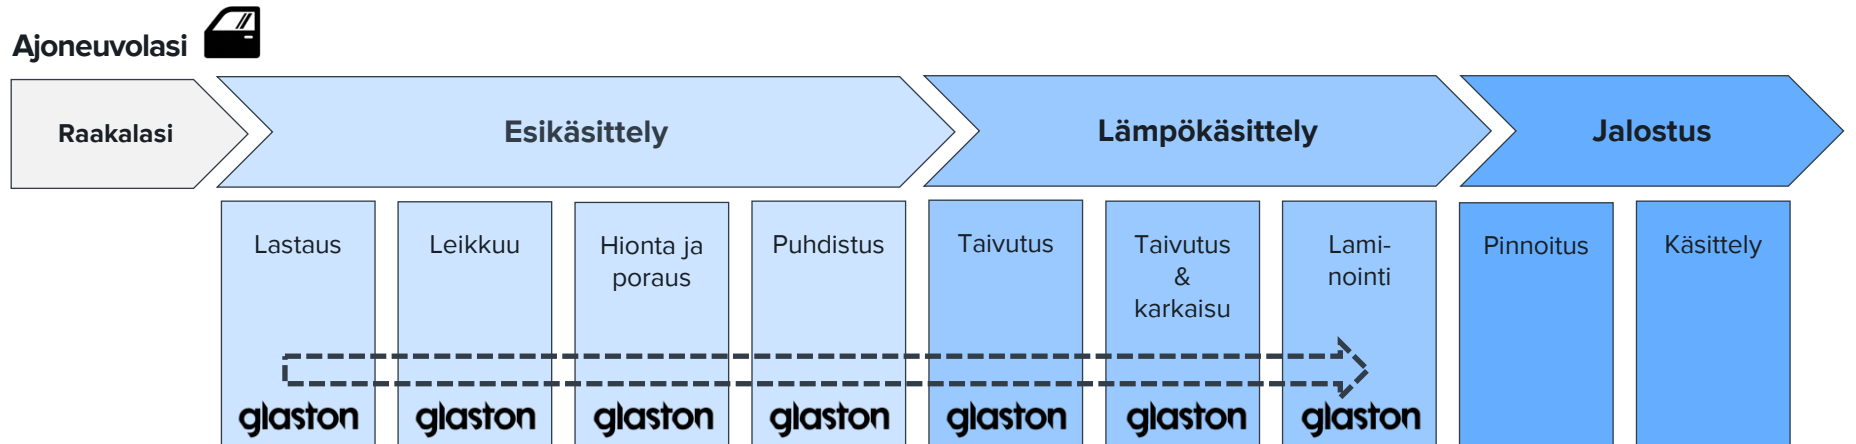 Ajoneuvolasi
Raakalasi
Esikäsittely
Lämpökäsittely
Jalostus
Lastaus
Leikkuu
Hionta ja
poraus
Puhdistus
Taivutus
Taivutus
&
karkaisu
Lami-
nointi
Pinnoitus
Käsittely
glaston
glaston
glaston
glaston
glaston
glaston
glaston